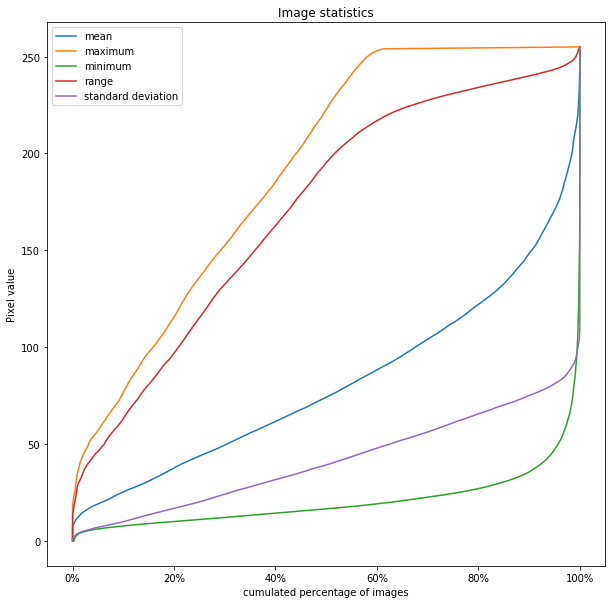 Image statistics
mean
maximum
minimum
range
standard deviation
250
200
150
100
50
0
Pixel value
0% 20% 40% 60% 80% 100%
cumulated percentage of images